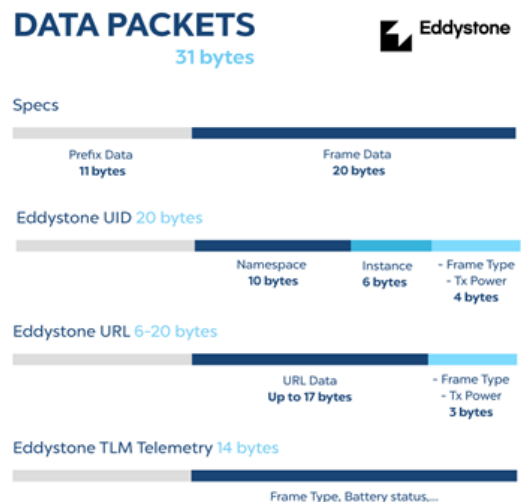 DATA PACKETS
31 bytes
Eddystone
Specs
Prefix Data
11 bytes
Frame Data
20 bytes
Eddystone UID 20 bytes
Namespace
10 bytes
Instance
6 bytes
- Frame Type
- Tx Power
4 bytes
Eddystone URL 6-20 bytes
URL Data
Up to 17 bytes
- Frame Type
- Tx Power
3 bytes
Eddystone TLM Telemetry 14 bytes
Frame Type, Battery status,...